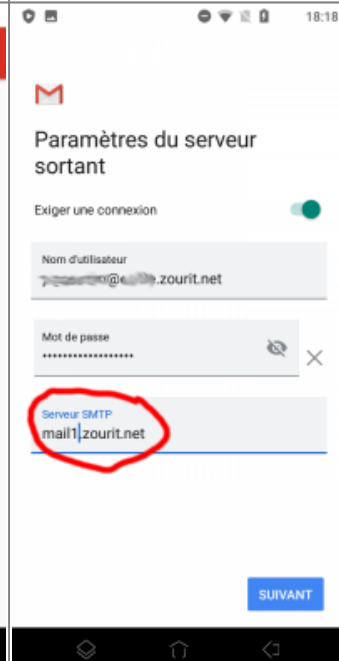 18:18
Paramètres du serveur
sortant
Exiger une connexion
Nom d'utilisateur
.zourit.net
Mot de passe
••••••••••••••••••
Serveur SMTP
mail1.zourit.net
SUIVANT